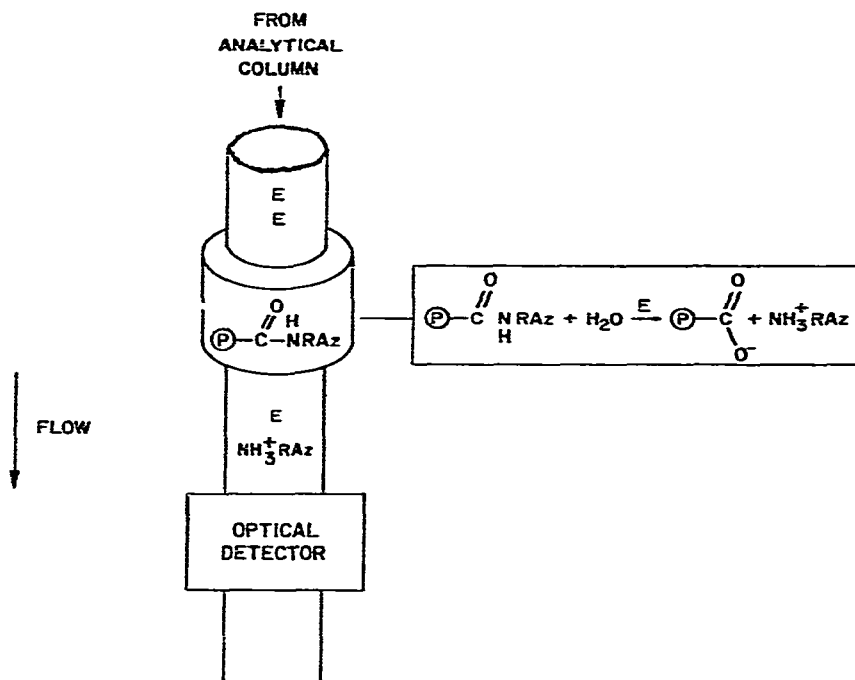 FROM
ANALYTICAL
COLUMN
E
E
O
H
Ⓟ—C—NRAz
O
Ⓟ—C NRAz + H₂O —E→ Ⓟ—C + NH₃⁺RAz
H
O
O⁻
FLOW
E
NH₃⁺RAz
OPTICAL
DETECTOR